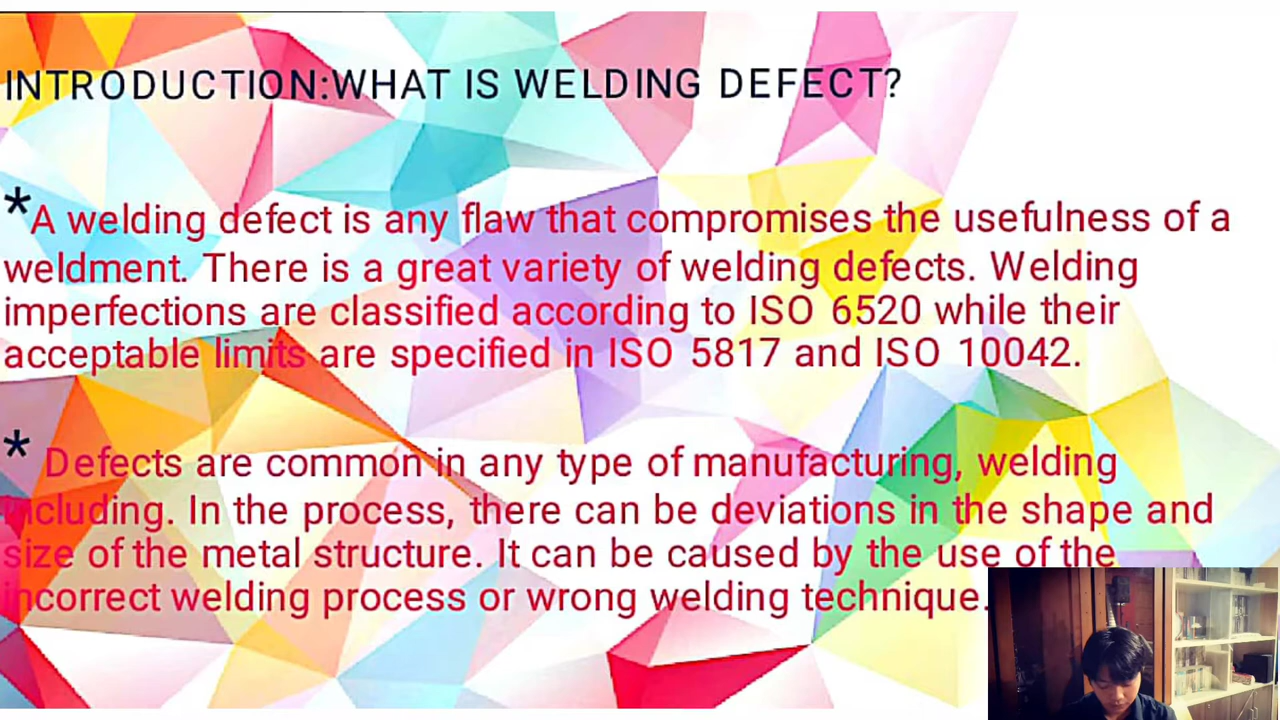 INTRODUCTION:WHAT IS WELDING DEFECT?
*A welding defect is any flaw that compromises the usefulness of a
weldment. There is a great variety of welding defects. Welding
imperfections are classified according to ISO 6520 while their
acceptable limits are specified in ISO 5817 and ISO 10042.
* Defects are common in any type of manufacturing, welding
including. In the process, there can be deviations in the shape and
size of the metal structure. It can be caused by the use of the
incorrect welding process or wrong welding technique.